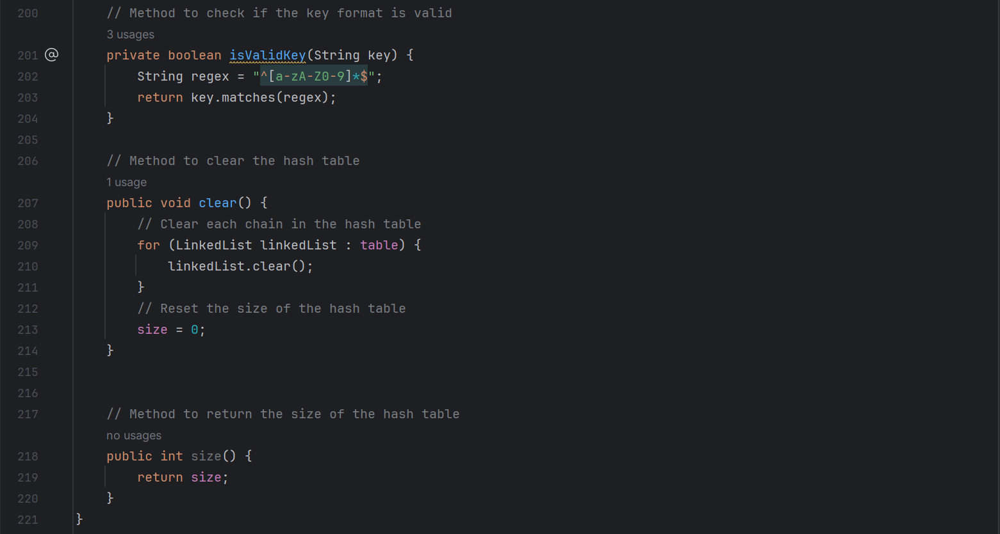 200 // Method to check if the key format is valid
3 usages
201 @ private boolean isValidKey(String key) {
202 String regex = "^[a-zA-Z0-9]*$";
203 return key.matches(regex);
204 }
205
206 // Method to clear the hash table
1 usage
207 public void clear() {
208 // Clear each chain in the hash table
209 for (LinkedList linkedList : table) {
210 linkedList.clear();
211 }
212 // Reset the size of the hash table
213 size = 0;
214 }
215
216
217 // Method to return the size of the hash table
no usages
218 public int size() {
219 return size;
220 }
221 }